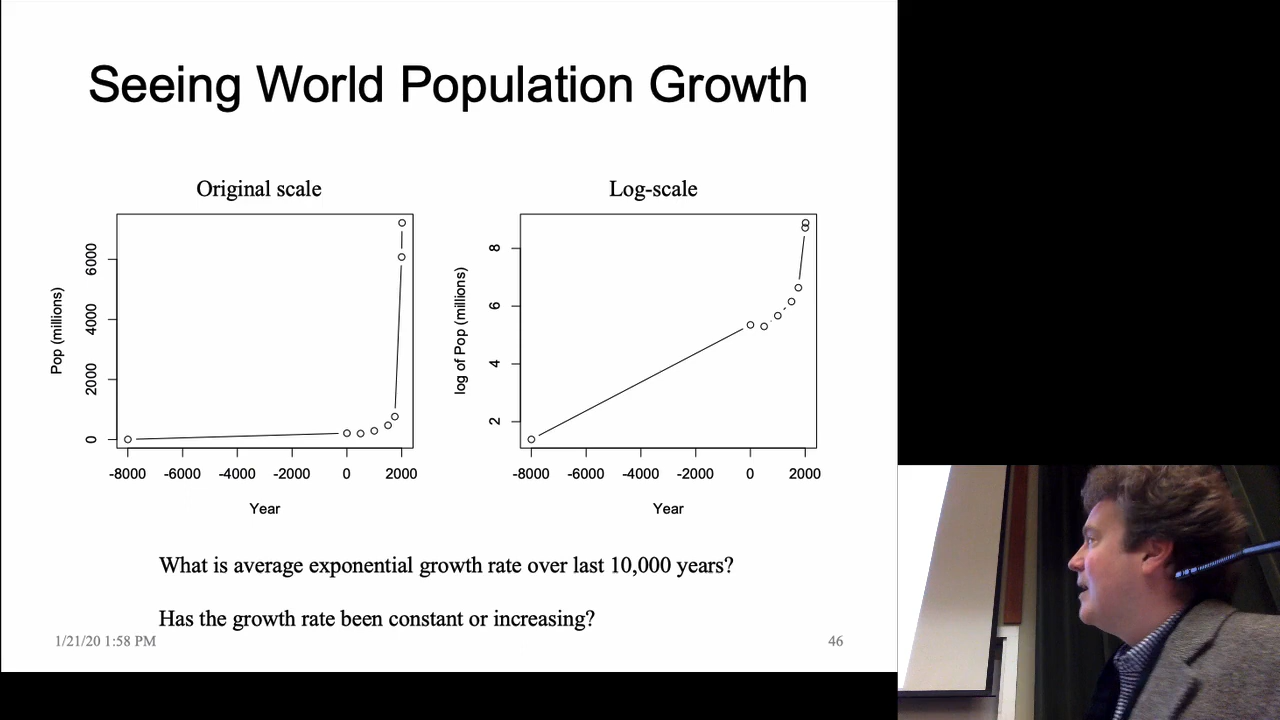 Seeing World Population Growth
Original scale
Pop (millions)
6000
4000
2000
0
-8000 -6000 -4000 -2000 0 2000
Year
Log-scale
log of Pop (millions)
8
6
4
2
-8000 -6000 -4000 -2000 0 2000
Year
What is average exponential growth rate over last 10,000 years?
Has the growth rate been constant or increasing?
1/21/20 1:58 PM
46